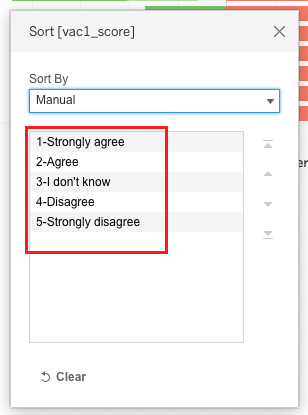 Sort [vac1_score]
Sort By
Manual
1-Strongly agree
2-Agree
3-I don't know
4-Disagree
5-Strongly disagree
er
Clear